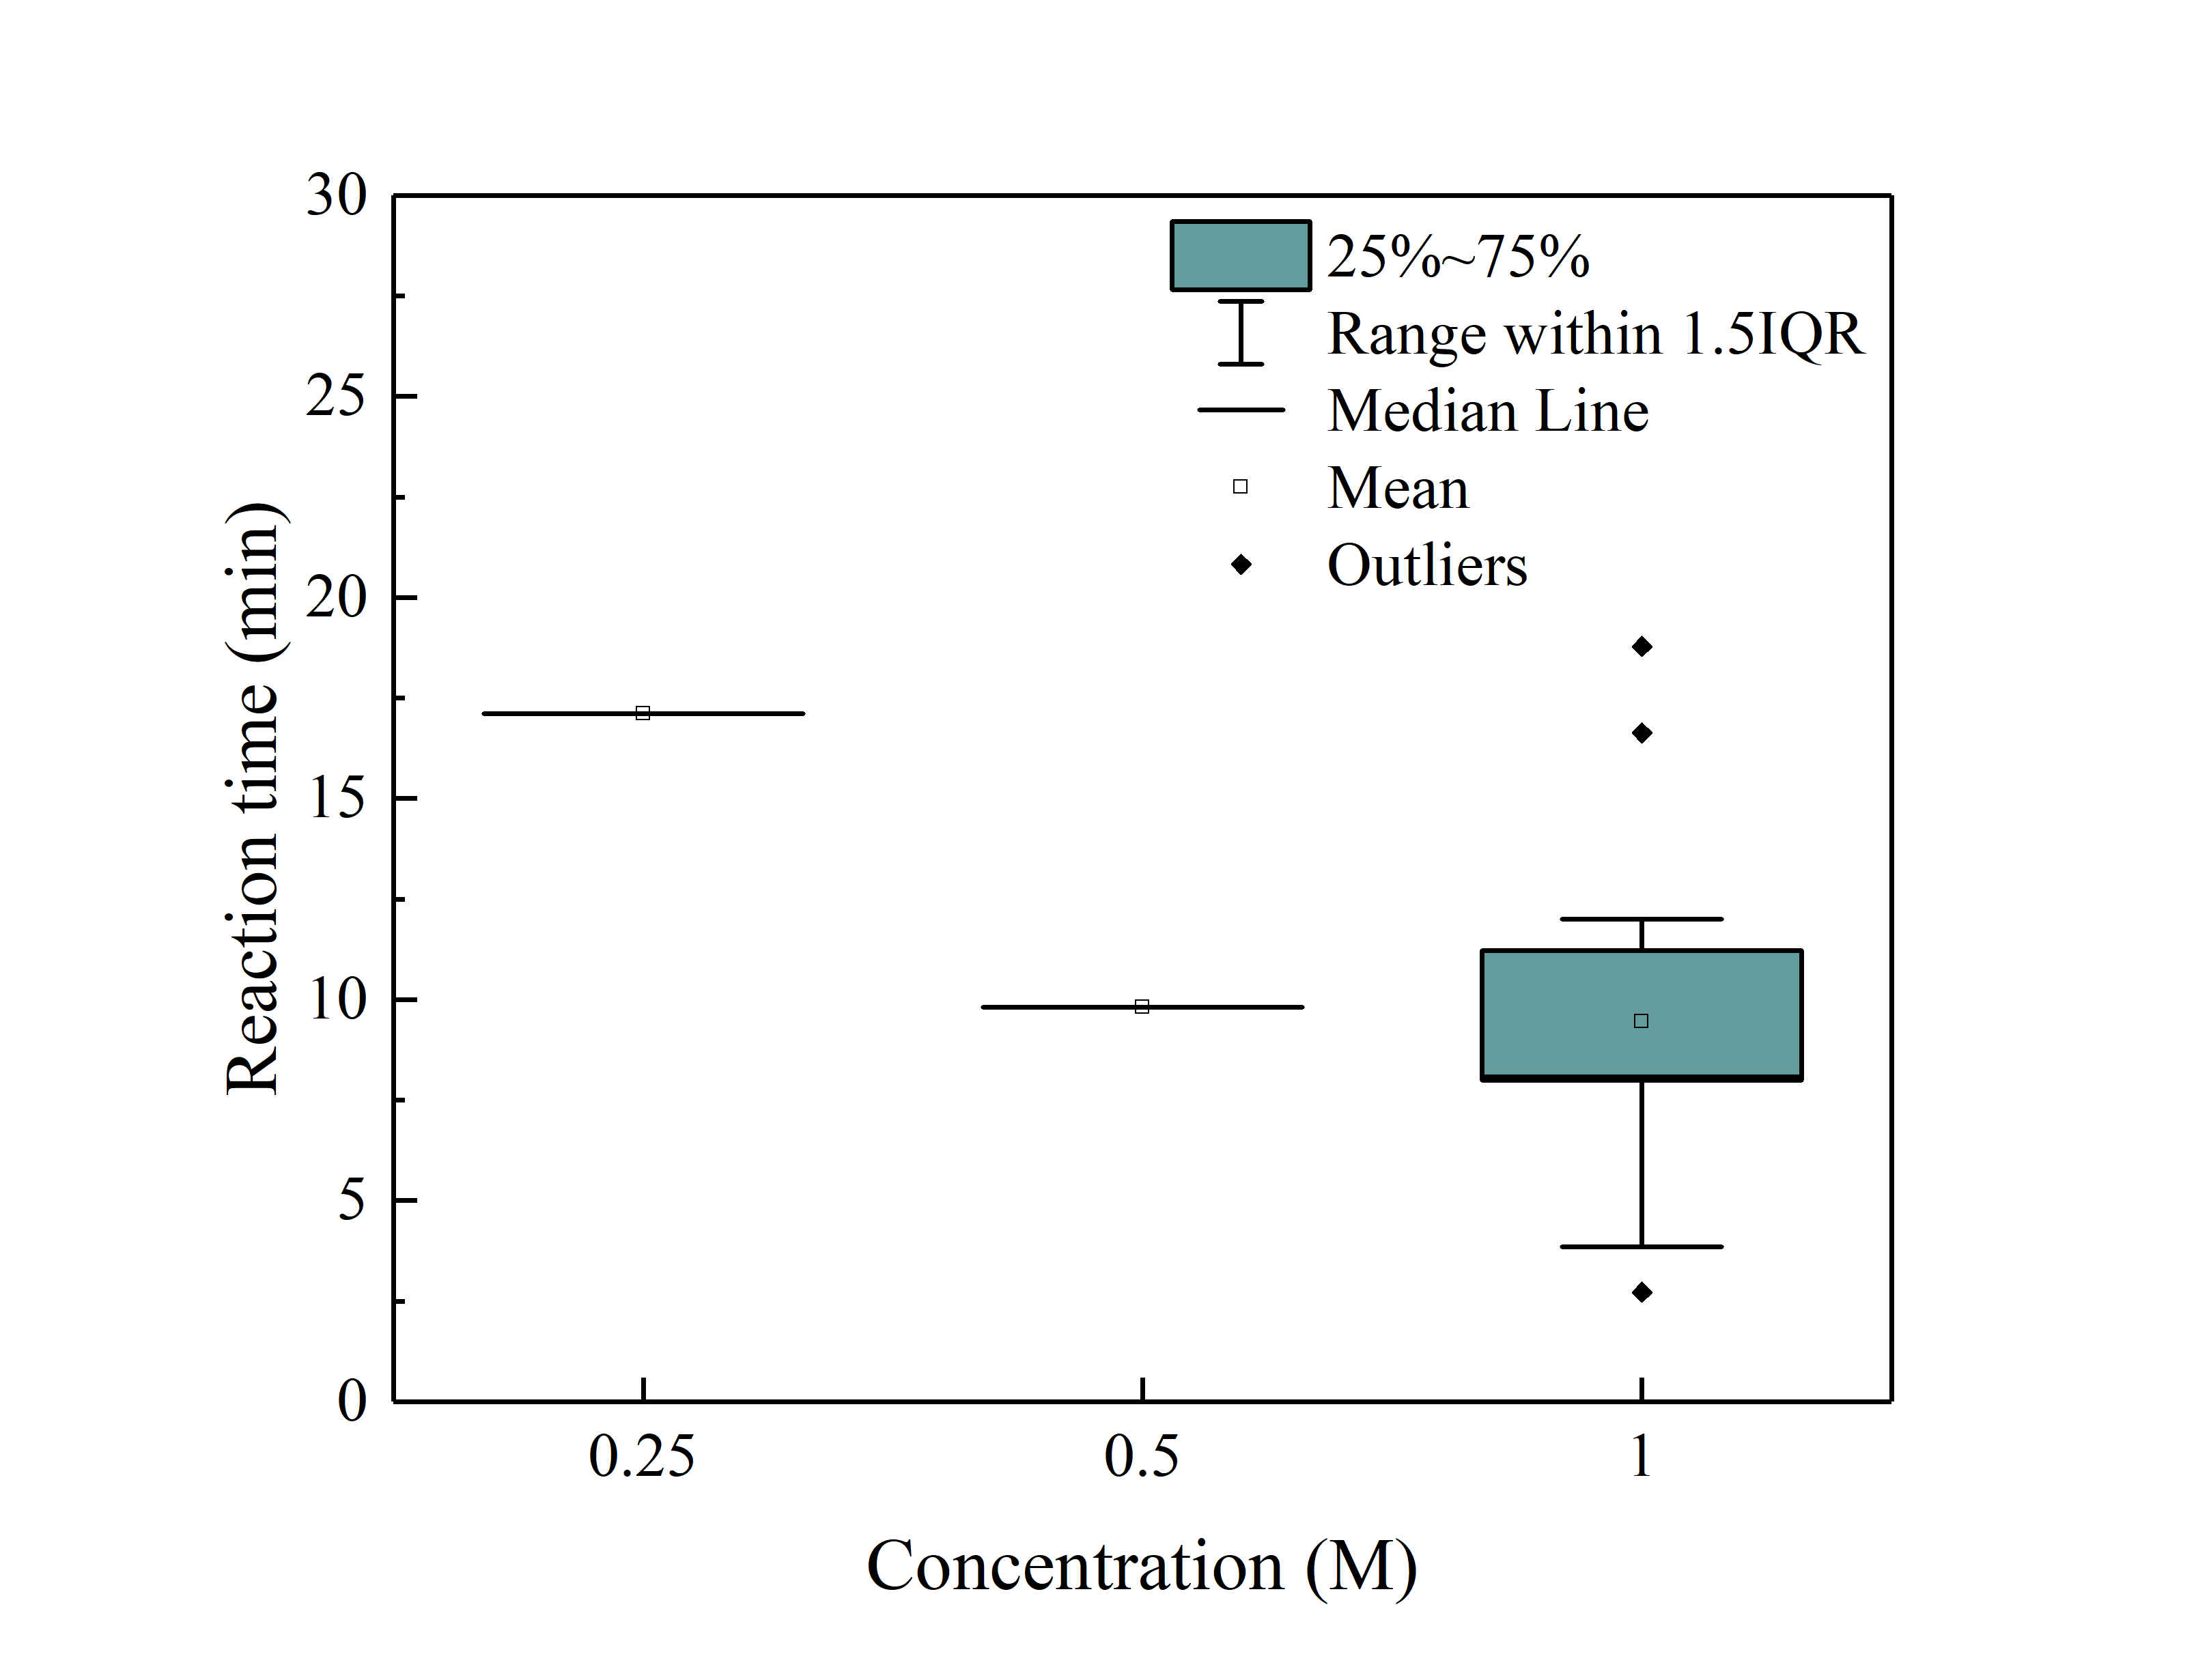 30
25
20
15
10
5
0
Reaction time (min)
25%~75%
Range within 1.5IQR
Median Line
Mean
Outliers
0.25 0.5 1
Concentration (M)